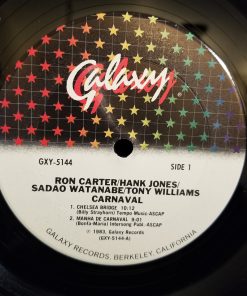 Galaxy
GXY-5144 SIDE 1
RON CARTER/HANK JONES/
SADAO WATANABE/TONY WILLIAMS
CARNAVAL
1. CHELSEA BRIDGE 10:12
(Billy Strayhorn) Tempo Music-ASCAP
2. MANHA DE CARNAVAL 9:01
(Bonfa-Maria) Intersong Publ. -ASCAP
℗ 1983, Galaxy Records
(GXY-5144-A)
GALAXY RECORDS, BERKELEY, CALIFORNIA